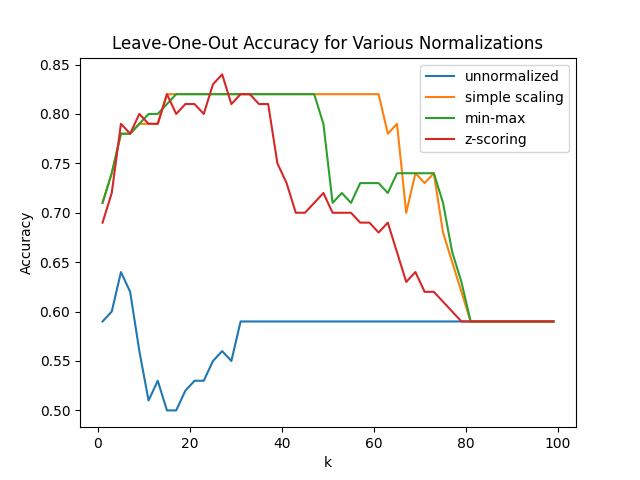 Leave-One-Out Accuracy for Various Normalizations
unnormalized
simple scaling
min-max
z-scoring
Accuracy
0.85
0.80
0.75
0.70
0.65
0.60
0.55
0.50
0 20 40 60 80 100
k